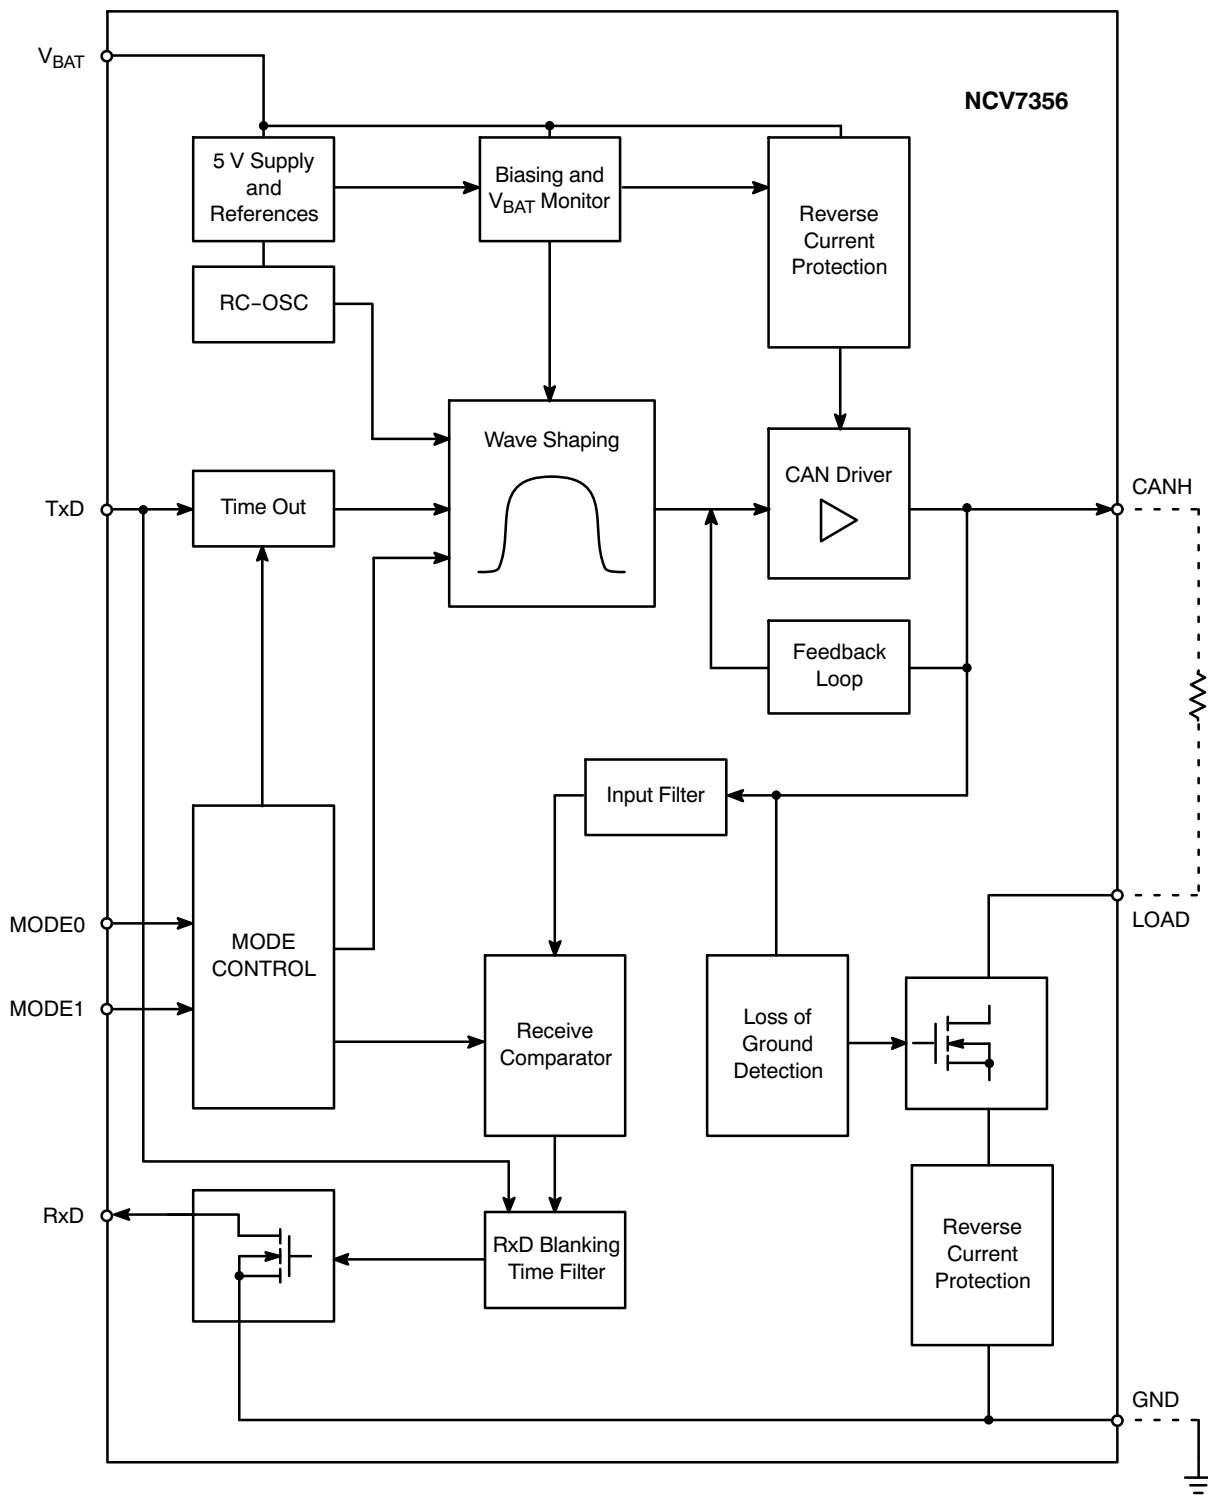 V_BAT
NCV7356
5 V Supply
and
References
Biasing and
V_BAT Monitor
Reverse
Current
Protection
RC–OSC
Wave Shaping
CAN Driver
TxD
Time Out
CANH
Feedback
Loop
Input Filter
MODE0
MODE
CONTROL
LOAD
MODE1
Receive
Comparator
Loss of
Ground
Detection
RxD
RxD Blanking
Time Filter
Reverse
Current
Protection
GND